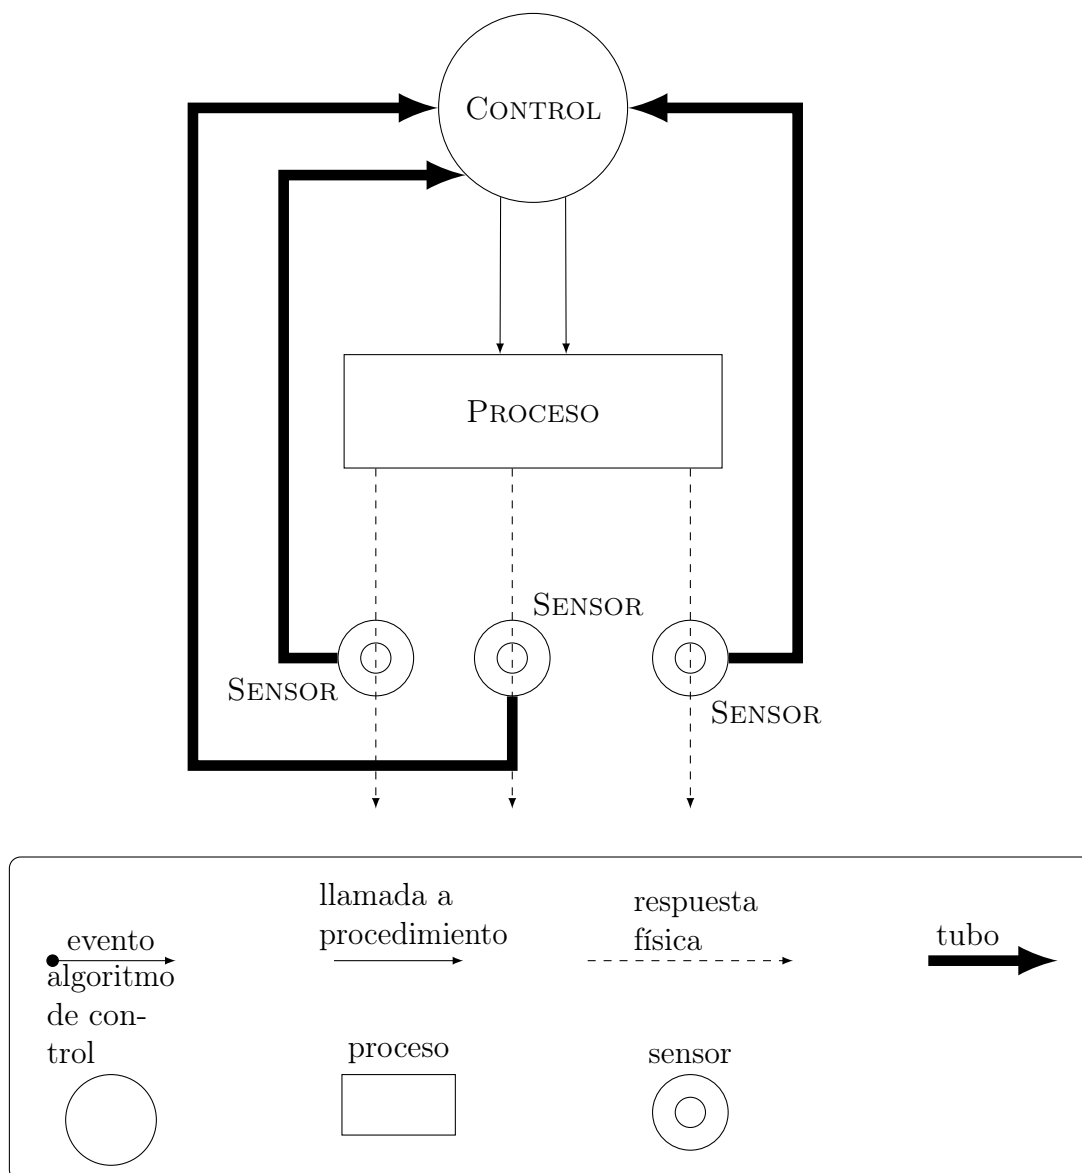 CONTROL
PROCESO
SENSOR
SENSOR
SENSOR
evento
llamada a
procedimiento
respuesta
física
tubo
algoritmo
de con-
trol
proceso
sensor